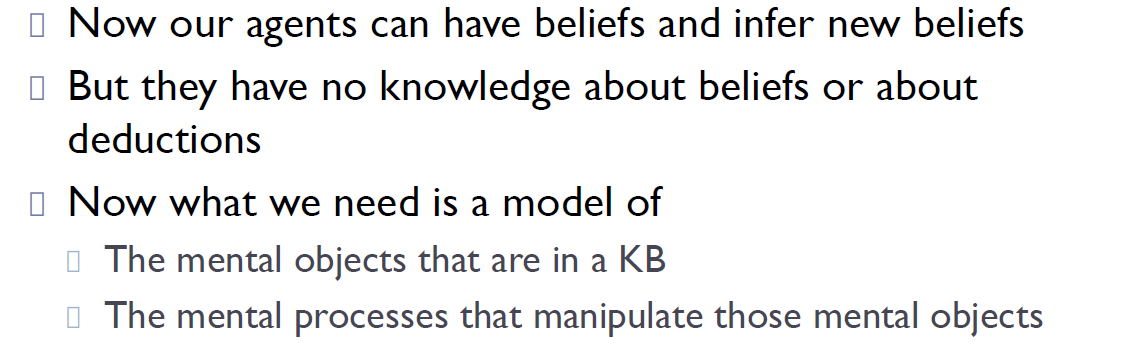 Now our agents can have beliefs and infer new beliefs
But they have no knowledge about beliefs or about
deductions
Now what we need is a model of
The mental objects that are in a KB
The mental processes that manipulate those mental objects